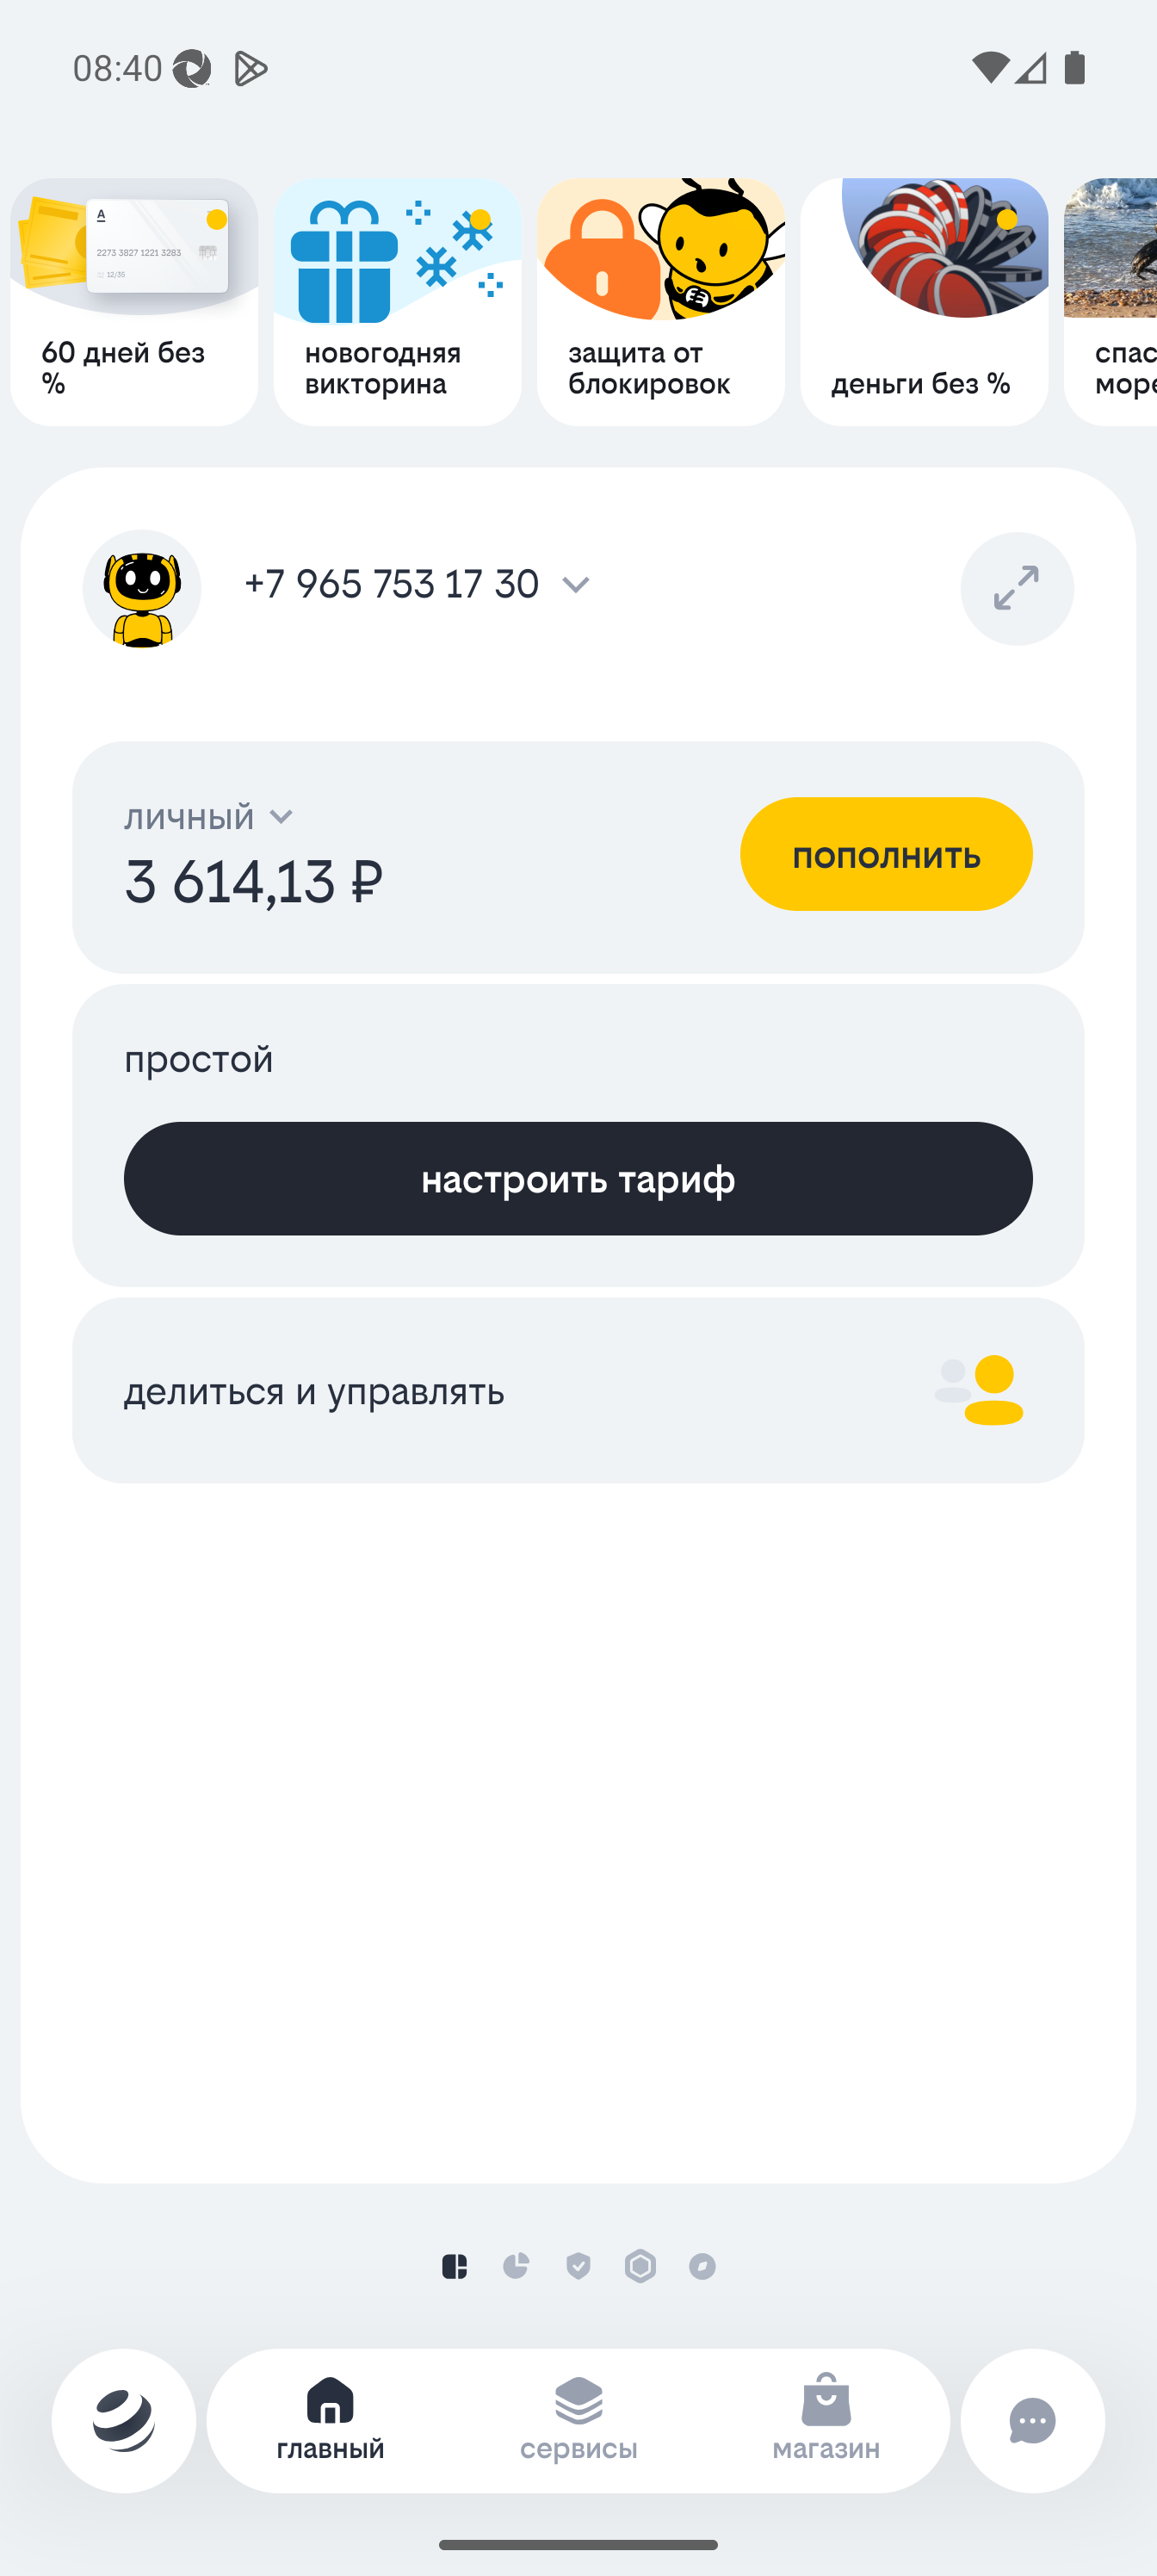 08:40
A
2273 3827 1221 3283
12/35
60 дней без
%
новогодняя
викторина
защита от
блокировок
деньги без %
спас
море
+7 965 753 17 30
личный
3 614,13 ₽
пополнить
простой
настроить тариф
делиться и управлять
главный
сервисы
магазин